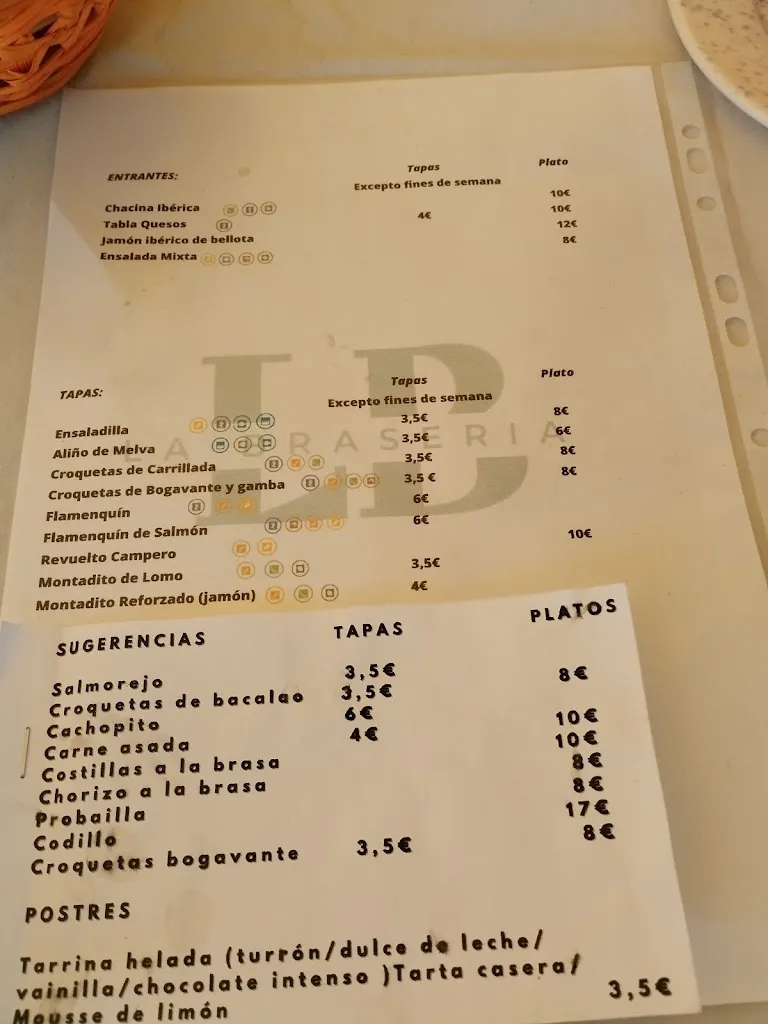 ENTRANTES: Tapas Plato
Excepto fines de semana
Chacina Ibérica 10€
Tabla Quesos 4€ 10€
Jamón ibérico de bellota 12€
Ensalada Mixta 8€
LB
LA BRASERIA
TAPAS: Tapas Plato
Excepto fines de semana
Ensaladilla 3,5€ 8€
Aliño de Melva 3,5€ 6€
Croquetas de Carrillada 3,5€ 8€
Croquetas de Bogavante y gamba 3,5 € 8€
Flamenquín 6€
Flamenquín de Salmón 6€
Revuelto Campero 10€
Montadito de Lomo 3,5€
Montadito Reforzado (jamón) 4€
SUGERENCIAS TAPAS PLATOS
Salmorejo 3,5€
Croquetas de bacalao 3,5€ 8€
Cachopito 6€
Carne asada 4€ 10€
Costillas a la brasa 10€
Chorizo a la brasa 8€
Probailla 8€
Codillo 17€
Croquetas bogavante 3,5€ 8€
POSTRES
Tarrina helada (turrón/dulce de leche/
vainilla/chocolate intenso )Tarta casera/
Mousse de limón 3,5€